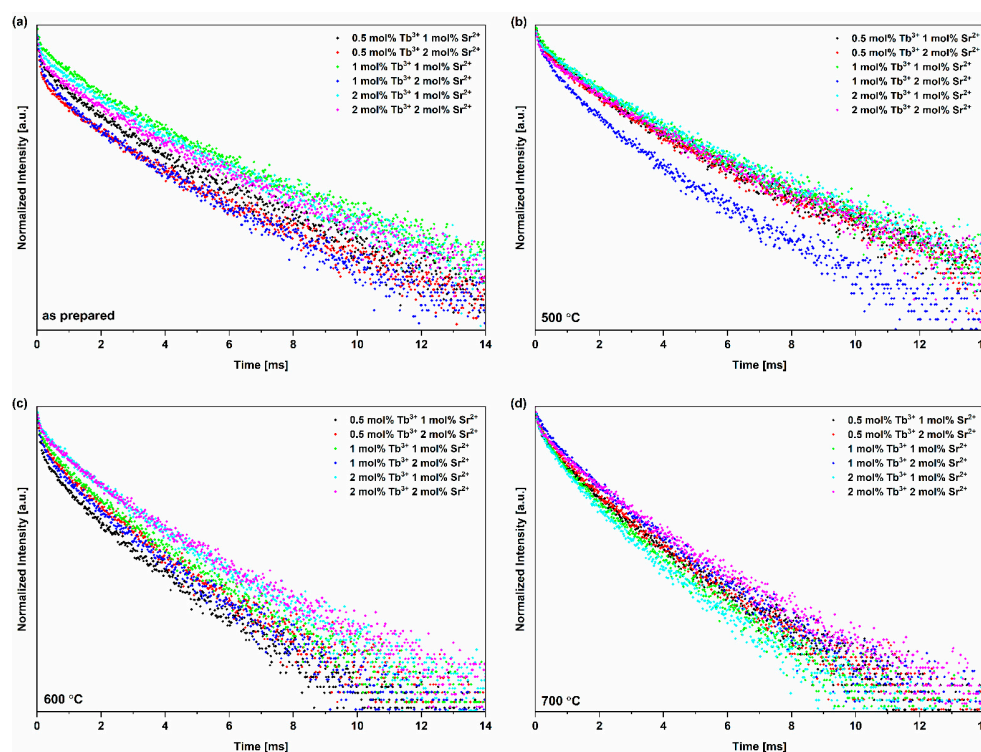 (a)
0.5 mol% Tb³⁺ 1 mol% Sr²⁺
0.5 mol% Tb³⁺ 2 mol% Sr²⁺
1 mol% Tb³⁺ 1 mol% Sr²⁺
1 mol% Tb³⁺ 2 mol% Sr²⁺
2 mol% Tb³⁺ 1 mol% Sr²⁺
2 mol% Tb³⁺ 2 mol% Sr²⁺
Normalized Intensity [a.u.]
as prepared
0 2 4 6 8 10 12 14
Time [ms]
(b)
0.5 mol% Tb³⁺ 1 mol% Sr²⁺
0.5 mol% Tb³⁺ 2 mol% Sr²⁺
1 mol% Tb³⁺ 1 mol% Sr²⁺
1 mol% Tb³⁺ 2 mol% Sr²⁺
2 mol% Tb³⁺ 1 mol% Sr²⁺
2 mol% Tb³⁺ 2 mol% Sr²⁺
Normalized Intensity [a.u.]
500 °C
0 2 4 6 8 10 12 14
Time [ms]
(c)
0.5 mol% Tb³⁺ 1 mol% Sr²⁺
0.5 mol% Tb³⁺ 2 mol% Sr²⁺
1 mol% Tb³⁺ 1 mol% Sr²⁺
1 mol% Tb³⁺ 2 mol% Sr²⁺
2 mol% Tb³⁺ 1 mol% Sr²⁺
2 mol% Tb³⁺ 2 mol% Sr²⁺
Normalized Intensity [a.u.]
600 °C
0 2 4 6 8 10 12 14
Time [ms]
(d)
0.5 mol% Tb³⁺ 1 mol% Sr²⁺
0.5 mol% Tb³⁺ 2 mol% Sr²⁺
1 mol% Tb³⁺ 1 mol% Sr²⁺
1 mol% Tb³⁺ 2 mol% Sr²⁺
2 mol% Tb³⁺ 1 mol% Sr²⁺
2 mol% Tb³⁺ 2 mol% Sr²⁺
Normalized Intensity [a.u.]
700 °C
0 2 4 6 8 10 12 14
Time [ms]